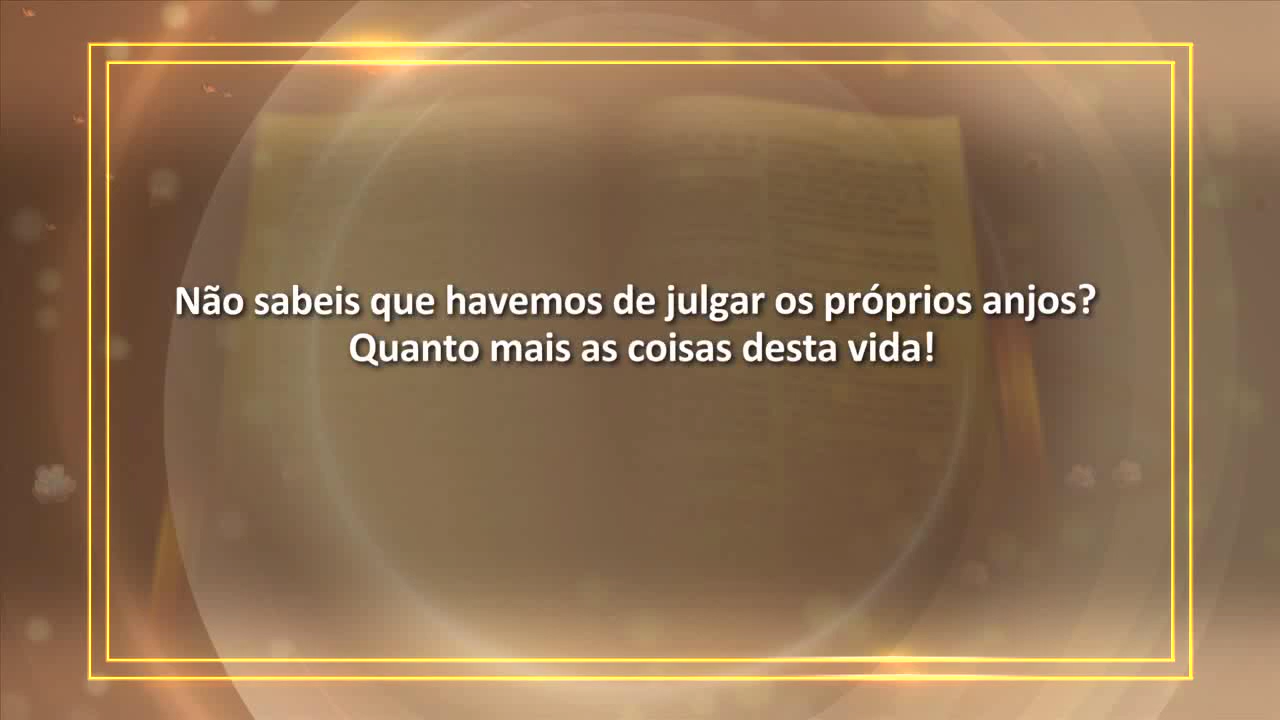 Não sabeis que havemos de julgar os próprios anjos?
Quanto mais as coisas desta vida!